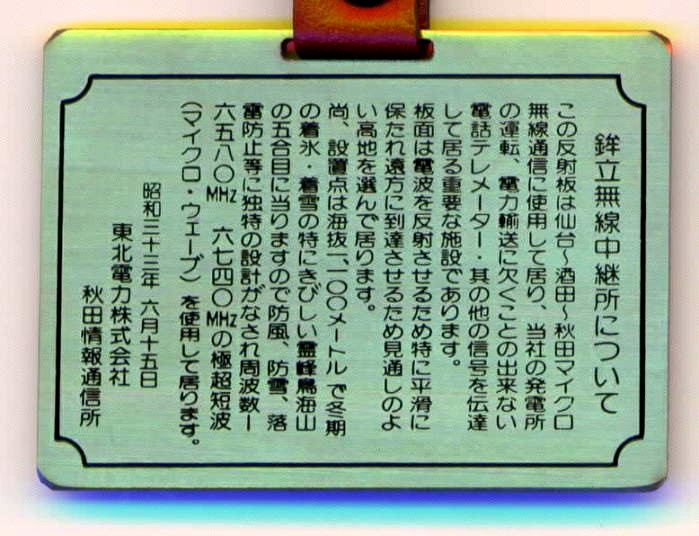 鉾立無線中継所について
この反射板は仙台〜酒田〜秋田マイクロ
無線通信に使用して居り、当社の発電所
の運転、電力輸送に欠くことの出来ない
電話テレメーター・其の他の信号を伝達
して居る重要な施設であります。
板面は電波を反射させるため特に平滑に
保たれ遠方に到達させるため見通しのよ
い高地を選んで居ります。
尚、設置点は海抜一、一〇〇メートルで冬期
の着氷・着雪の特にきびしい霊峰鳥海山
の五合目に当りますので防風、防雪、落
雷防止等に独特の設計がなされ周波数ー
六五八〇MHz 六七四〇MHzの極超短波
(マイクロ・ウェーブ) を使用して居ります。
昭和三十三年 六月十五日
東北電力株式会社
秋田情報通信所